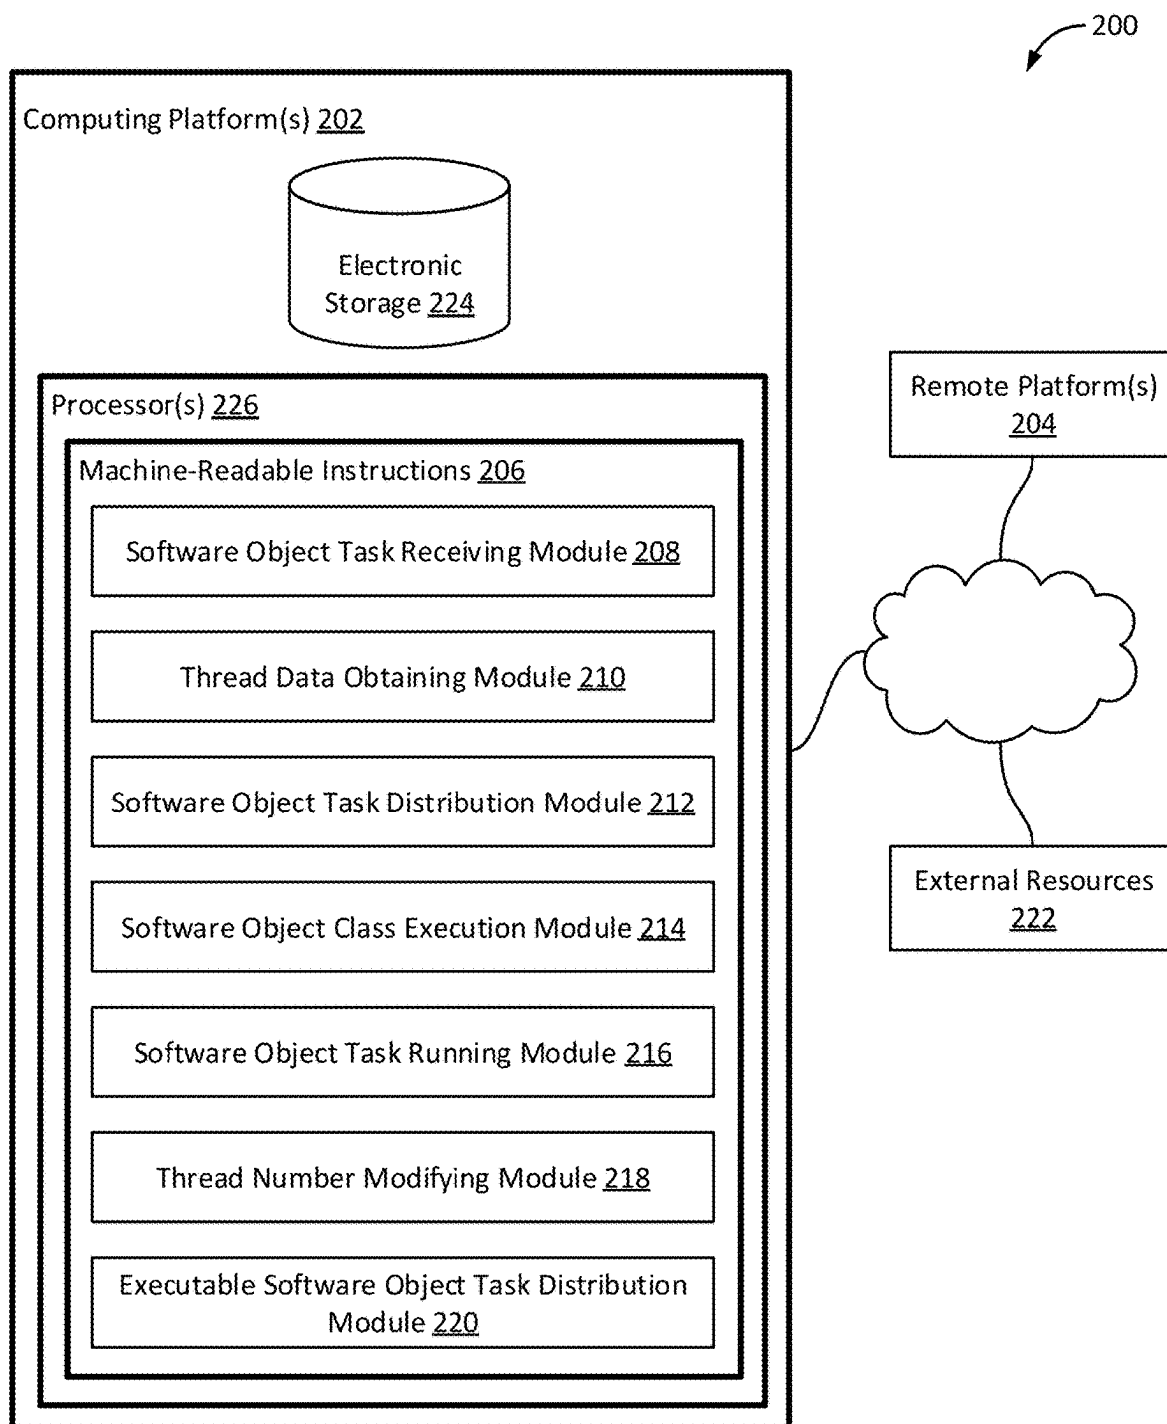 200
Computing Platform(s) 202
Electronic
Storage 224
Processor(s) 226
Machine-Readable Instructions 206
Software Object Task Receiving Module 208
Thread Data Obtaining Module 210
Software Object Task Distribution Module 212
Software Object Class Execution Module 214
Software Object Task Running Module 216
Thread Number Modifying Module 218
Executable Software Object Task Distribution
Module 220
Remote Platform(s)
204
External Resources
222